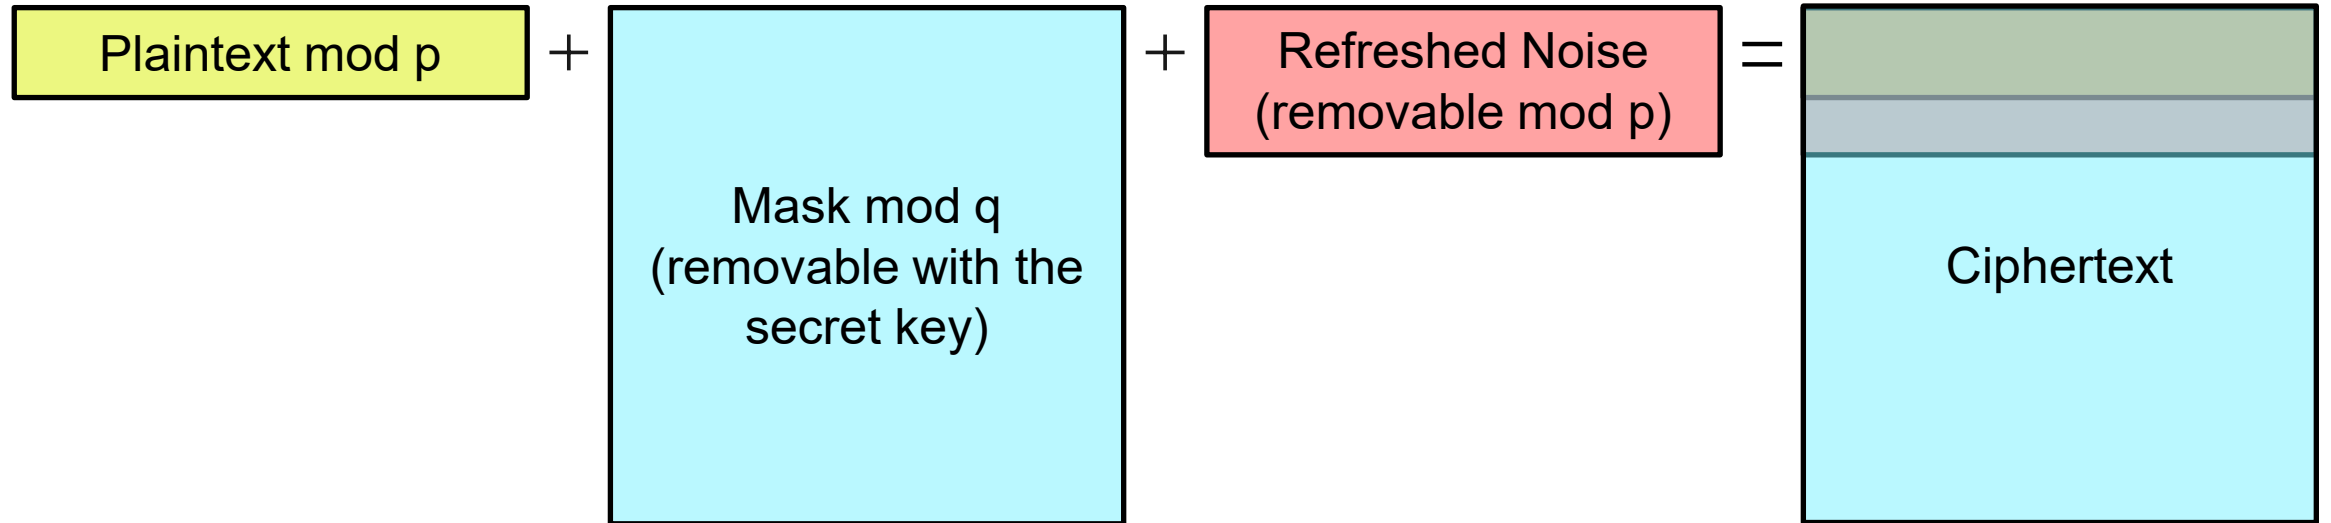 Plaintext mod p
+
Mask mod q
(removable with the
secret key)
+
Refreshed Noise
(removable mod p)
=
Ciphertext